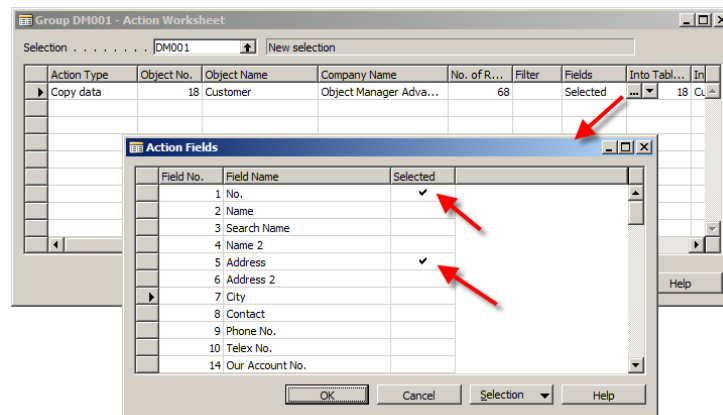 Group DM001 - Action Worksheet
Selection . . . . . . . . DM001 New selection
Action Type Object No. Object Name Company Name No. of R... Filter Fields Into Tabl... In
Copy data 18 Customer Object Manager Adva... 68 Selected ... 18 Cu
Action Fields
Field No. Field Name Selected
1 No.
2 Name
3 Search Name
4 Name 2
5 Address
6 Address 2
7 City
8 Contact
9 Phone No.
10 Telex No.
14 Our Account No.
Help
OK Cancel Selection Help